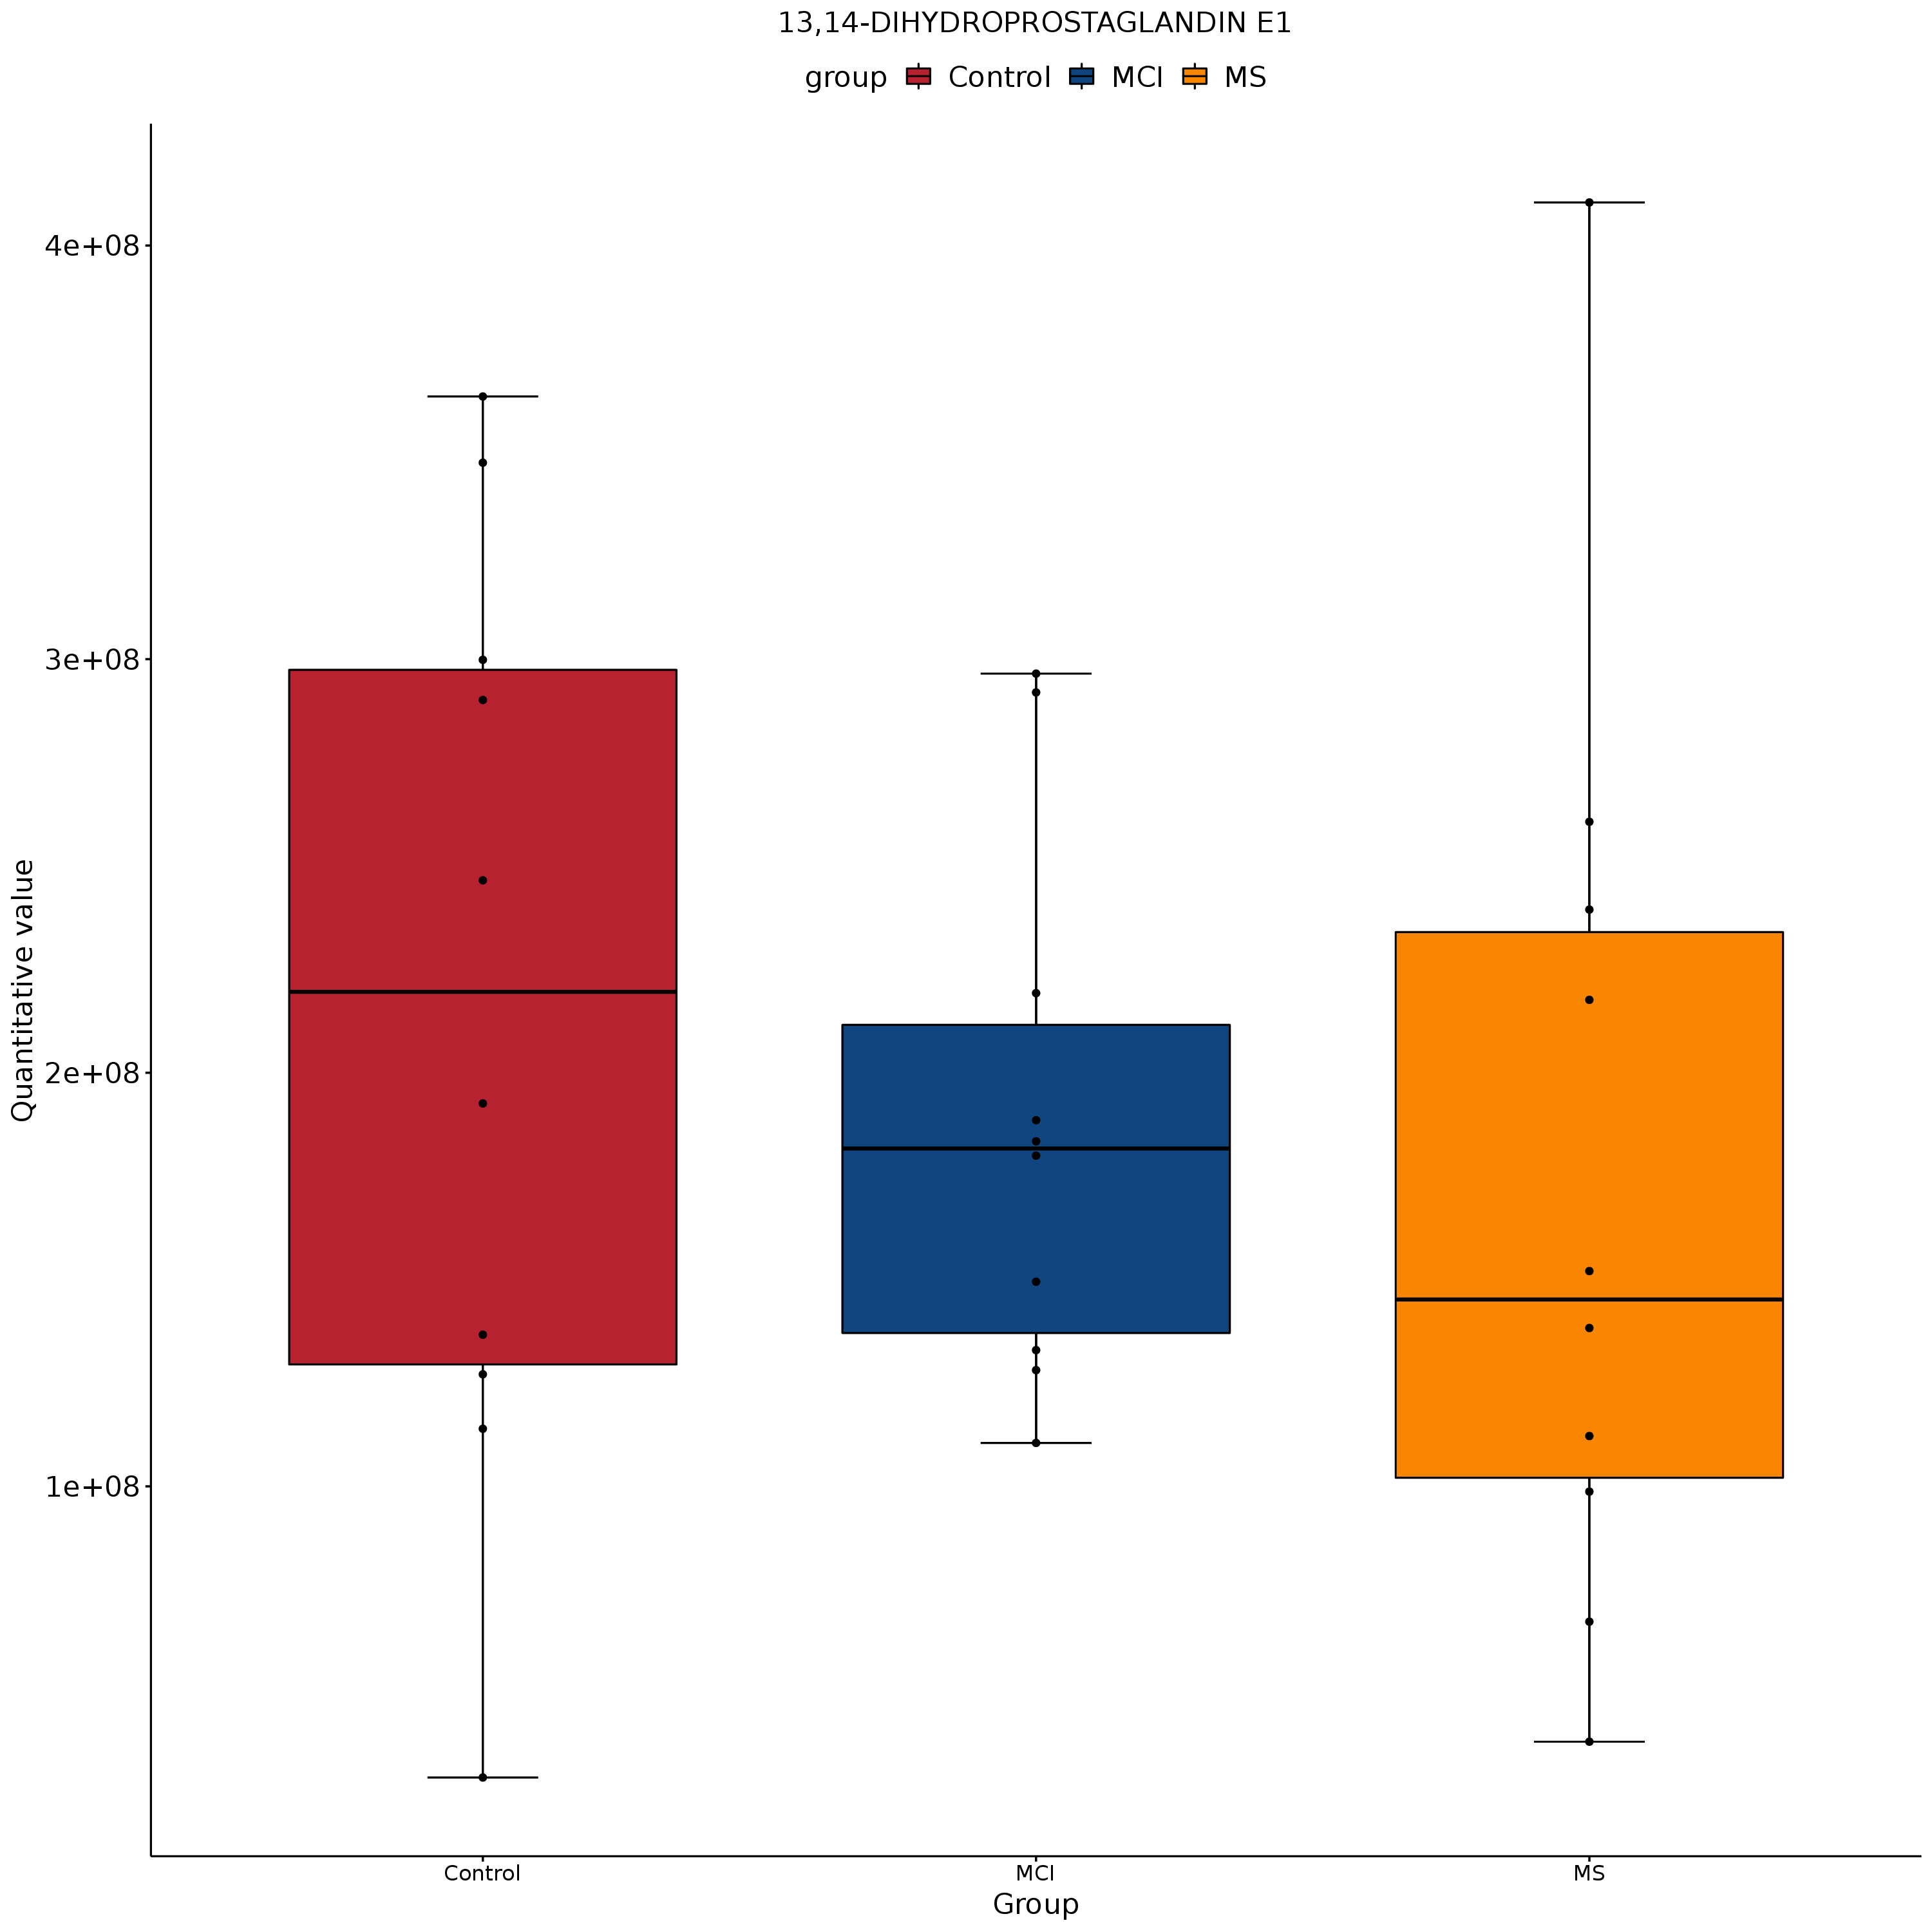 13,14-DIHYDROPROSTAGLANDIN E1
group Control MCI MS
Quantitative value
4e+08
3e+08
2e+08
1e+08
Control MCI MS
Group